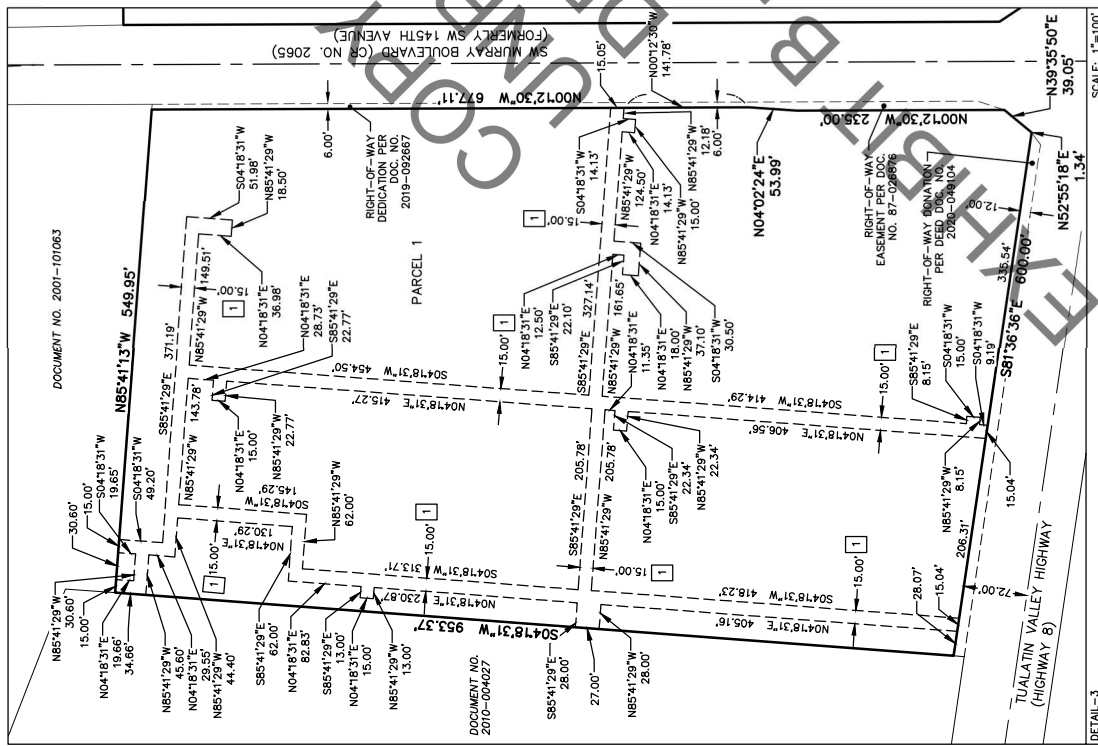 DOCUMENT NO. 2001-101063
N85°41'13"W 549.95'
SW MURRAY BOULEVARD (CR NO. 2065)
(FORMERLY SW 145TH AVENUE)
N00°12'30"W 677.11'
6.00'
RIGHT-OF-WAY
DEDICATION PER
DOC. NO.
2019-092667
15.05'
N00°12'30"W
141.78'
N85°41'29"W
12.18'
6.00'
N04°02'24"E
53.99'
N00°12'30"W 235.00'
RIGHT-OF-WAY
EASEMENT PER DOC.
NO. 87-026876
RIGHT-OF-WAY DONATION
PER DEED DOC. NO.
2020-049104
N39°35'50"E
39.05'
N52°55'18"E
1.34'
12.00'
S81°36'36"E 600.00'
335.54'
206.31'
15.04'
28.07'
15.04'
72.00'
TUALATIN VALLEY HIGHWAY
(HIGHWAY 8)
SCALE: 1"=100'
DETAIL-3
PARCEL 1
S04°18'31"W
51.98'
N85°41'29"W
18.50'
N85°41'29"W 149.51'
15.00'
1
N04°18'31"E
36.98'
N04°18'31"E
28.73'
S85°41'29"E
22.77'
S85°41'29"E 371.19'
N85°41'29"W 143.78'
N04°18'31"E
15.00'
N85°41'29"W
22.77'
S04°18'31"W 454.50'
N04°18'31"E 415.27'
15.00'
1
30.60'
15.00'
S04°18'31"W
19.65'
S04°18'31"W
49.20'
N85°41'29"W
30.60'
15.00'
N04°18'31"E
19.66'
34.66'
N85°41'29"W
45.60'
N04°18'31"E
29.55'
N85°41'29"W
44.40'
1
15.00'
S04°18'31"W
145.29'
N04°18'31"E
130.29'
N85°41'29"W
62.00'
S85°41'29"E
62.00'
N04°18'31"E
82.83'
S85°41'29"E
13.00'
N04°18'31"E
15.00'
N85°41'29"W
13.00'
S04°18'31"W 313.71'
N04°18'31"E 230.87'
15.00'
1
S04°18'31"W 953.37'
DOCUMENT NO.
2010-004027
S85°41'29"E
28.00'
27.00'
N85°41'29"W
28.00'
S85°41'29"E 205.78'
N85°41'29"W 205.78'
15.00'
1
S04°18'31"W
14.13'
N85°41'29"W
124.50'
N04°18'31"E
14.13'
N85°41'29"W
15.00'
15.00'
1
N04°18'31"E
12.50'
S85°41'29"E
22.10'
S85°41'29"E 327.14'
N85°41'29"W 161.65'
N04°18'31"E
11.35'
N04°18'31"E
18.00'
N85°41'29"W
37.10'
S04°18'31"W
30.50'
N04°18'31"E
15.00'
S85°41'29"E
22.34'
N85°41'29"W
22.34'
S04°18'31"W 414.29'
N04°18'31"E 406.56'
15.00'
1
S85°41'29"E
8.15'
S04°18'31"W
15.00'
S04°18'31"W
9.19'
N85°41'29"W
8.15'
S04°18'31"W 418.23'
N04°18'31"E 405.16'
15.00'
1
COPY